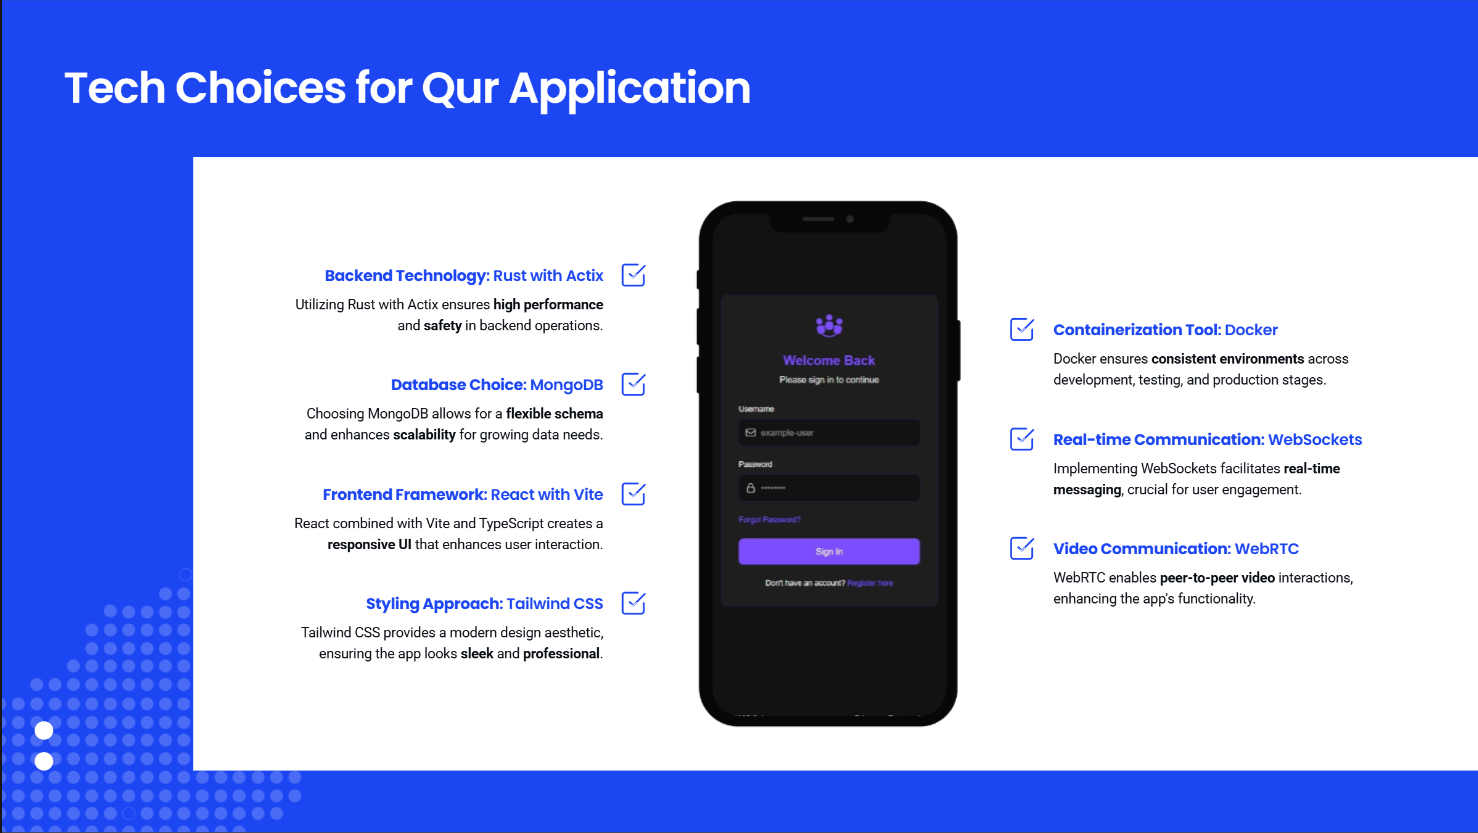 Tech Choices for Qur Application
Backend Technology: Rust with Actix
Utilizing Rust with Actix ensures high performance
and safety in backend operations.
Database Choice: MongoDB
Choosing MongoDB allows for a flexible schema
and enhances scalability for growing data needs.
Frontend Framework: React with Vite
React combined with Vite and TypeScript creates a
responsive UI that enhances user interaction.
Styling Approach: Tailwind CSS
Tailwind CSS provides a modern design aesthetic,
ensuring the app looks sleek and professional.
Welcome Back
Please sign in to continue
Username
example-user
Password
Forgot Password?
Sign In
Don't have an account? Register here
Containerization Tool: Docker
Docker ensures consistent environments across
development, testing, and production stages.
Real-time Communication: WebSockets
Implementing WebSockets facilitates real-time
messaging, crucial for user engagement.
Video Communication: WebRTC
WebRTC enables peer-to-peer video interactions,
enhancing the app's functionality.